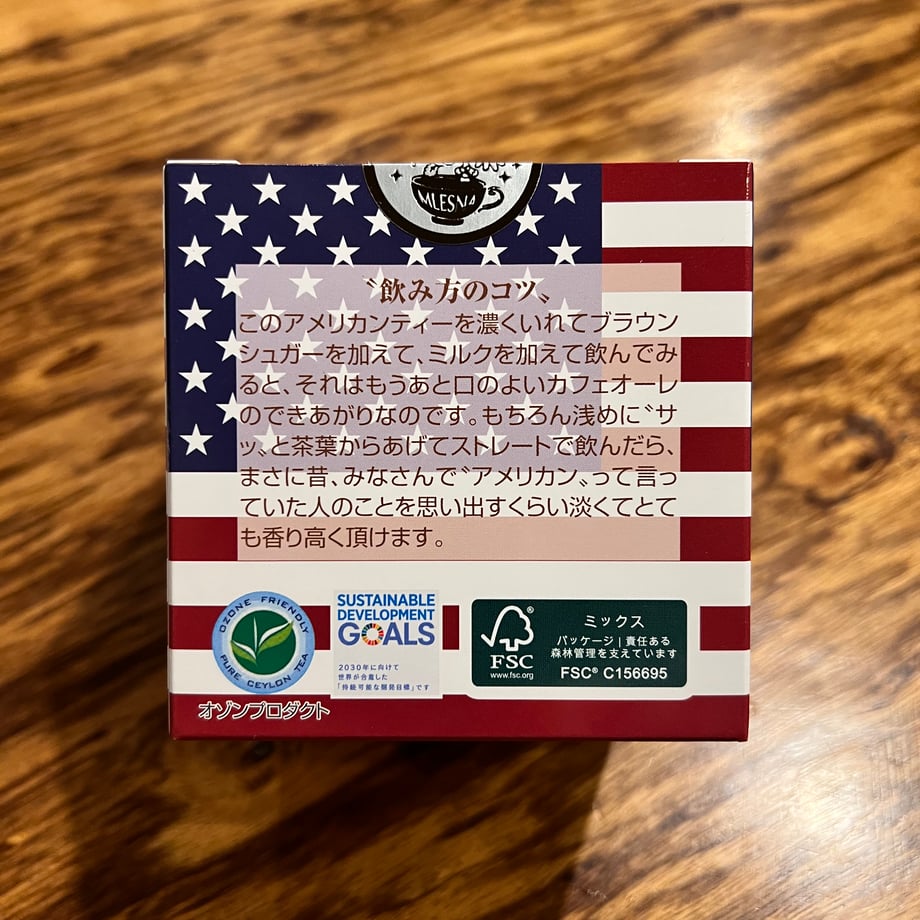 MLESNA
〝飲み方のコツ〟
このアメリカンティーを濃くいれてブラウン
シュガーを加えて、ミルクを加えて飲んでみ
ると、それはもうあと口のよいカフェオーレ
のできあがりなのです。もちろん浅めに〝サ
ッ〟と茶葉からあげてストレートで飲んだら、
まさに昔、みなさんで〝アメリカン〟って言っ
ていた人のことを思い出すくらい淡くてとて
も香り高く頂けます。
OZONE FRIENDLY
PURE CEYLON TEA
オゾンプロダクト
SUSTAINABLE
DEVELOPMENT
GOALS
2030年に向けて
世界が合意した
「持続可能な開発目標」です
FSC
www.fsc.org
ミックス
パッケージ | 責任ある
森林管理を支えています
FSC® C156695